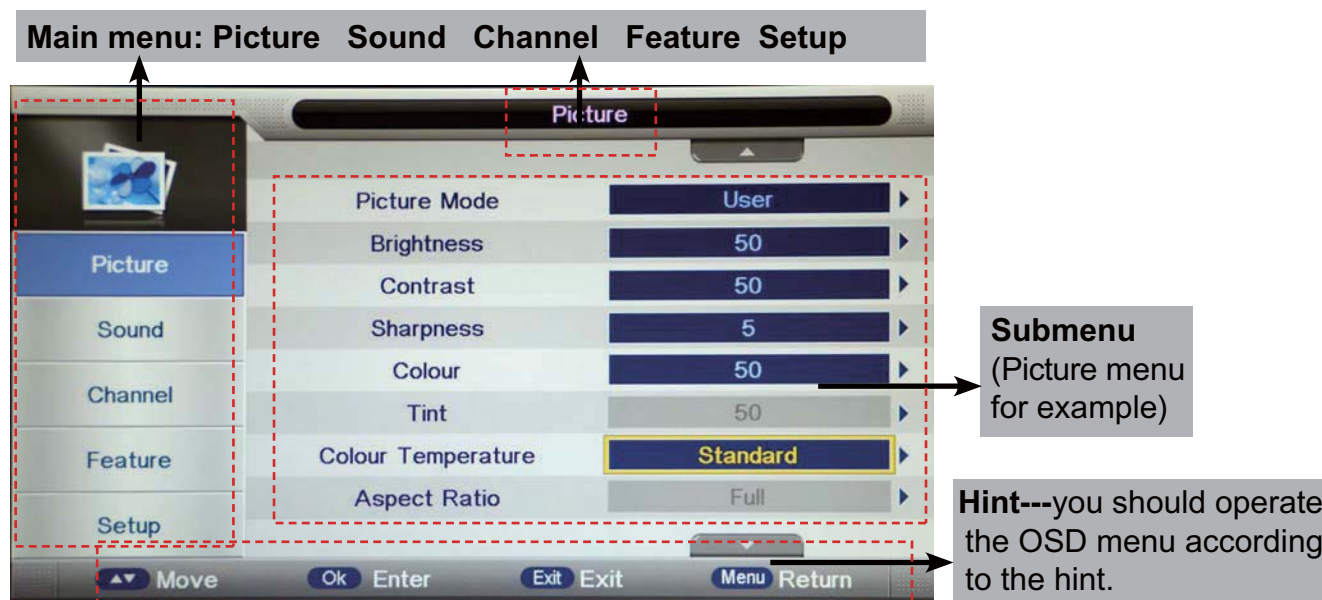 Main menu: Picture Sound Channel Feature Setup
Picture
Picture Mode User
Brightness 50
Picture
Contrast 50
Sound
Sharpness 5
Colour 50
Channel
Tint 50
Feature
Colour Temperature Standard
Aspect Ratio Full
Setup
Move Ok Enter Exit Exit Menu Return
Submenu
(Picture menu
for example)
Hint---you should operate
the OSD menu according
to the hint.